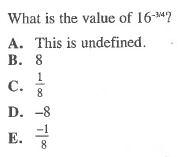 What is the value of 16^-3/4?
A. This is undefined.
B. 8
C. 1/8
D. –8
E. -1/8